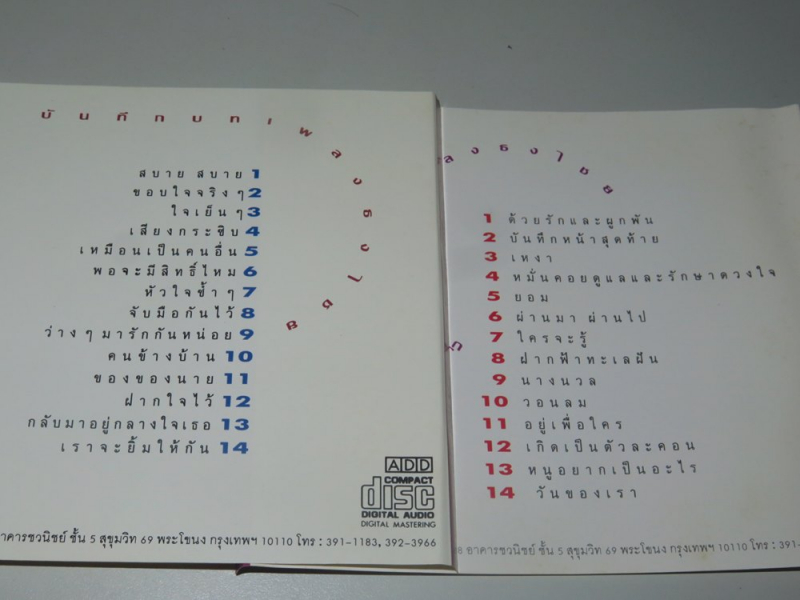 บันทึกบทเพลงธงไชย
สบาย สบาย 1
ขอบใจจริงๆ 2
ใจเย็นๆ 3
เสียงกระซิบ 4
เหมือนเป็นคนอื่น 5
พอจะมีสิทธิ์ไหม 6
หัวใจช้ำๆ 7
จับมือกันไว้ 8
ว่างๆมารักกันหน่อย 9
คนข้างบ้าน 10
ของของนาย 11
ฝากใจไว้ 12
กลับมาอยู่กลางใจเธอ 13
เราจะยิ้มให้กัน 14
ADD
COMPACT
disc
DIGITAL AUDIO
DIGITAL MASTERING
อาคารชวนิชย์ ชั้น 5 สุขุมวิท 69 พระโขนง กรุงเทพฯ 10110 โทร : 391-1183, 392-3966
ลงธงไชย
1 ด้วยรักและผูกพัน
2 บันทึกหน้าสุดท้าย
3 เหงา
4 หมั่นคอยดูแลและรักษาดวงใจ
5 ยอม
6 ผ่านมา ผ่านไป
7 ใครจะรู้
8 ฝากฟ้าทะเลฝัน
9 นางนวล
10 วอนลม
11 อยู่เพื่อใคร
12 เกิดเป็นตัวละคอน
13 หนูอยากเป็นอะไร
14 วันของเรา
อาคารชวนิชย์ ชั้น 5 สุขุมวิท 69 พระโขนง กรุงเทพฯ 10110 โทร : 391-